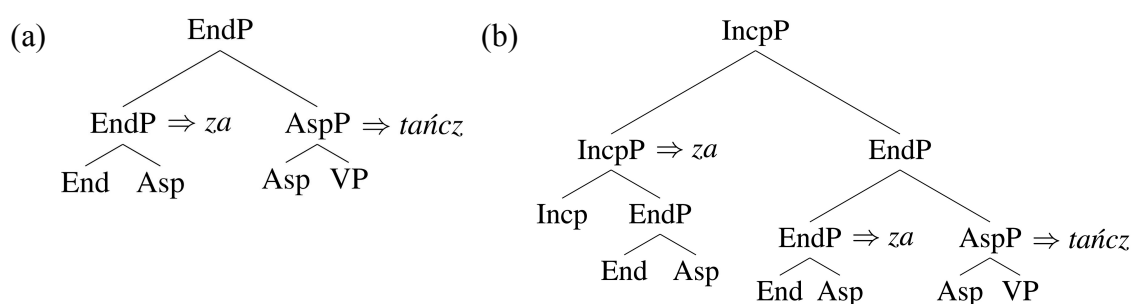 (a) EndP (b) IncpP
EndP ⇒ za AspP ⇒ tańcz IncpP ⇒ za EndP
End Asp Asp VP Incp EndP EndP ⇒ za AspP ⇒ tańcz
End Asp End Asp Asp VP